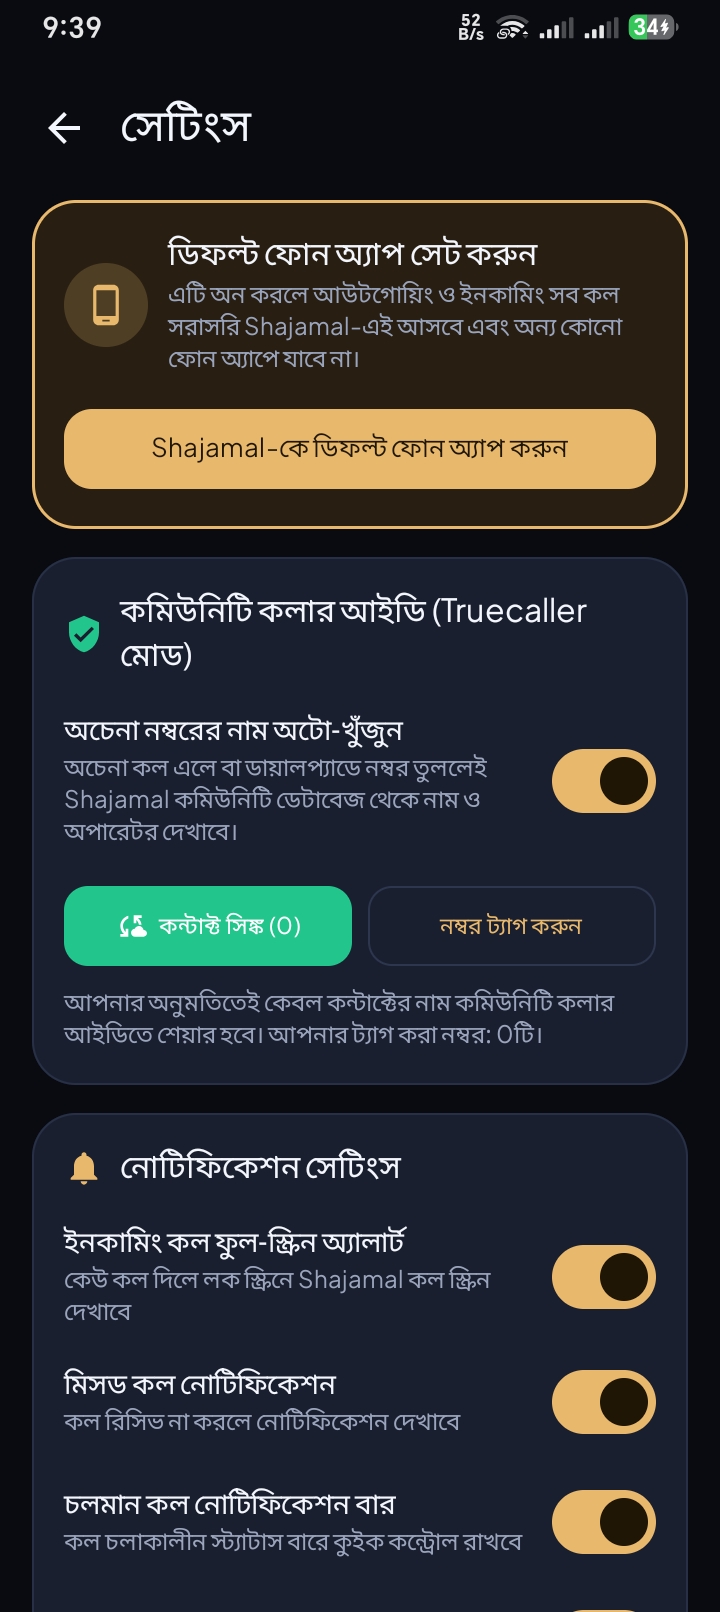 9:39
52
B/s
34
সেটিংস
ডিফল্ট ফোন অ্যাপ সেট করুন
এটি অন করলে আউটগোয়িং ও ইনকামিং সব কল
সরাসরি Shajamal-এই আসবে এবং অন্য কোনো
ফোন অ্যাপে যাবে না।
Shajamal-কে ডিফল্ট ফোন অ্যাপ করুন
কমিউনিটি কলার আইডি (Truecaller
মোড)
অচেনা নম্বরের নাম অটো-খুঁজুন
অচেনা কল এলে বা ডায়ালপ্যাডে নম্বর তুললেই
Shajamal কমিউনিটি ডেটাবেজ থেকে নাম ও
অপারেটর দেখাবে।
কন্টাক্ট সিঙ্ক (0)
নম্বর ট্যাগ করুন
আপনার অনুমতিতেই কেবল কন্টাক্টের নাম কমিউনিটি কলার
আইডিতে শেয়ার হবে। আপনার ট্যাগ করা নম্বর: 0টি।
নোটিফিকেশন সেটিংস
ইনকামিং কল ফুল-স্ক্রিন অ্যালার্ট
কেউ কল দিলে লক স্ক্রিনে Shajamal কল স্ক্রিন
দেখাবে
মিসড কল নোটিফিকেশন
কল রিসিভ না করলে নোটিফিকেশন দেখাবে
চলমান কল নোটিফিকেশন বার
কল চলাকালীন স্ট্যাটাস বারে কুইক কন্ট্রোল রাখবে